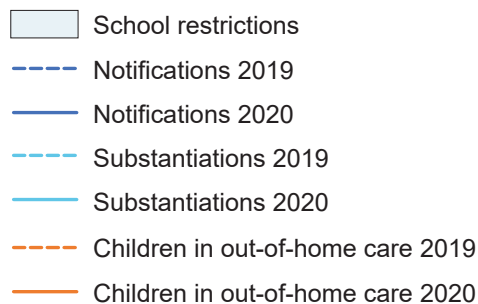 School restrictions
Notifications 2019
Notifications 2020
Substantiations 2019
Substantiations 2020
Children in out-of-home care 2019
Children in out-of-home care 2020